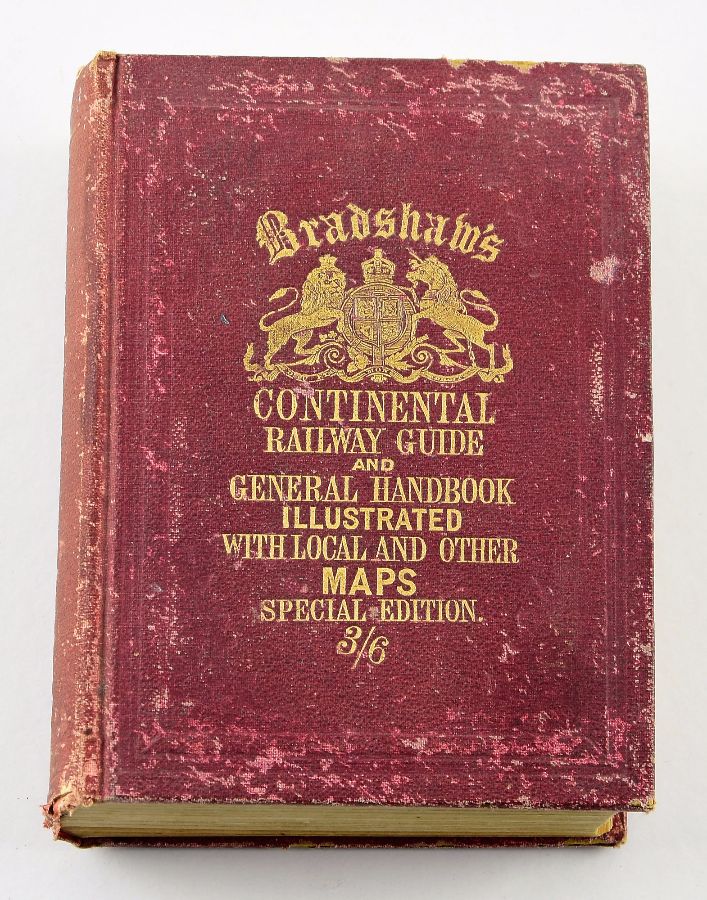 Bradshaw's
CONTINENTAL
RAILWAY GUIDE
AND
GENERAL HANDBOOK
ILLUSTRATED
WITH LOCAL AND OTHER
MAPS
SPECIAL EDITION.
3/6